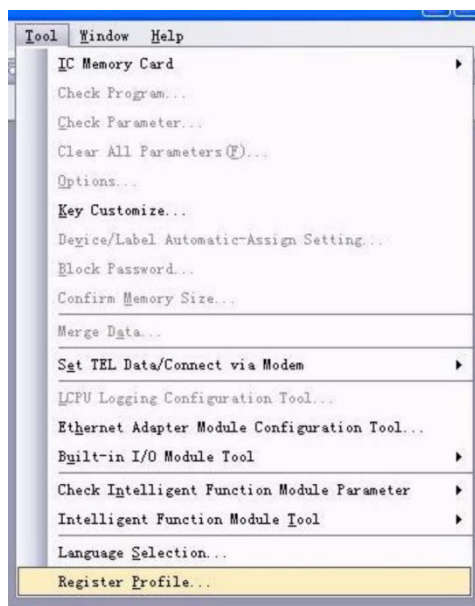 Tool Window Help
IC Memory Card
Check Program...
Check Parameter...
Clear All Parameters(F)...
Options...
Key Customize...
Device/Label Automatic-Assign Setting...
Block Password...
Confirm Memory Size...
Merge Data...
Set TEL Data/Connect via Modem
LCPU Logging Configuration Tool...
Ethernet Adapter Module Configuration Tool...
Built-in I/O Module Tool
Check Intelligent Function Module Parameter
Intelligent Function Module Tool
Language Selection...
Register Profile...